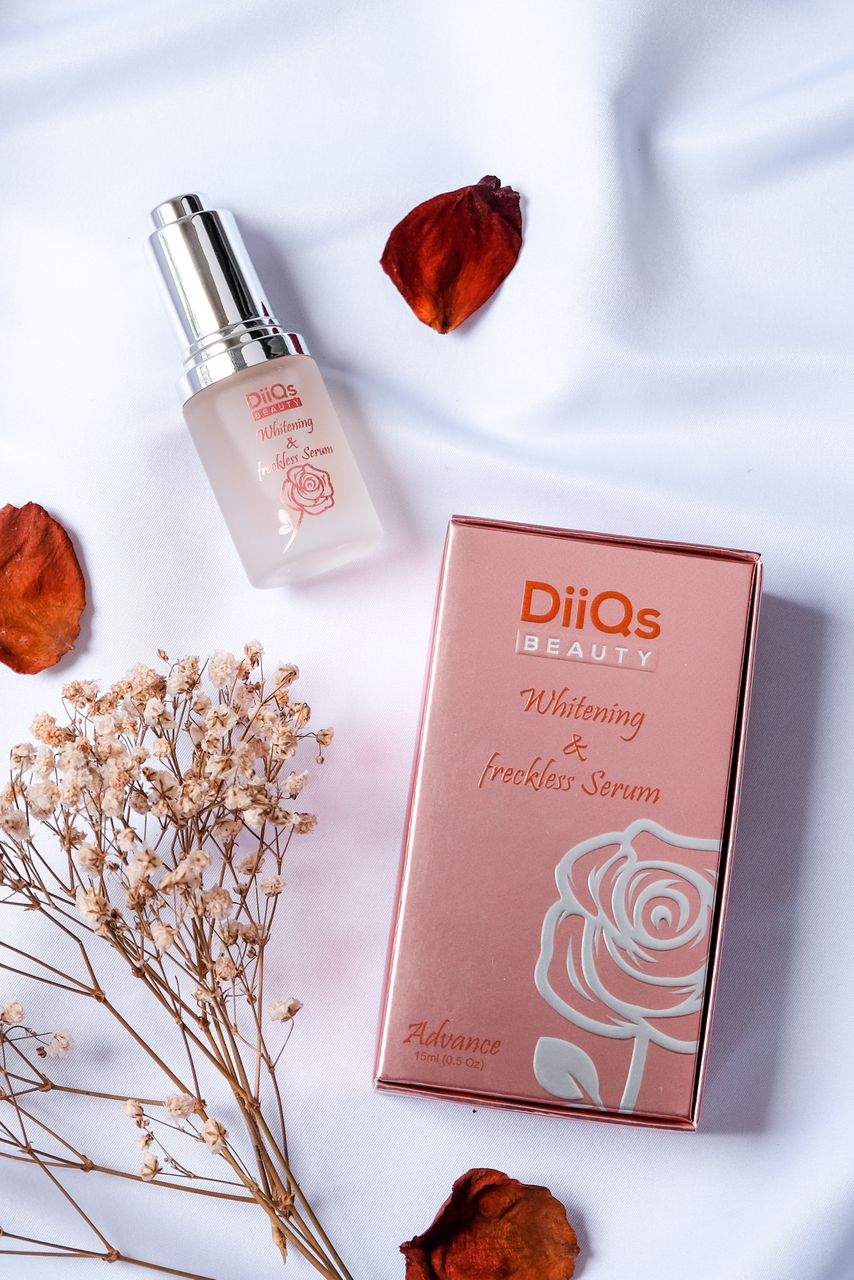 DiiQs
BEAUTY
Whitening
&
freckless Serum
DiiQs
BEAUTY
Whitening
&
freckless Serum
Advance
15ml (0.5 Oz)